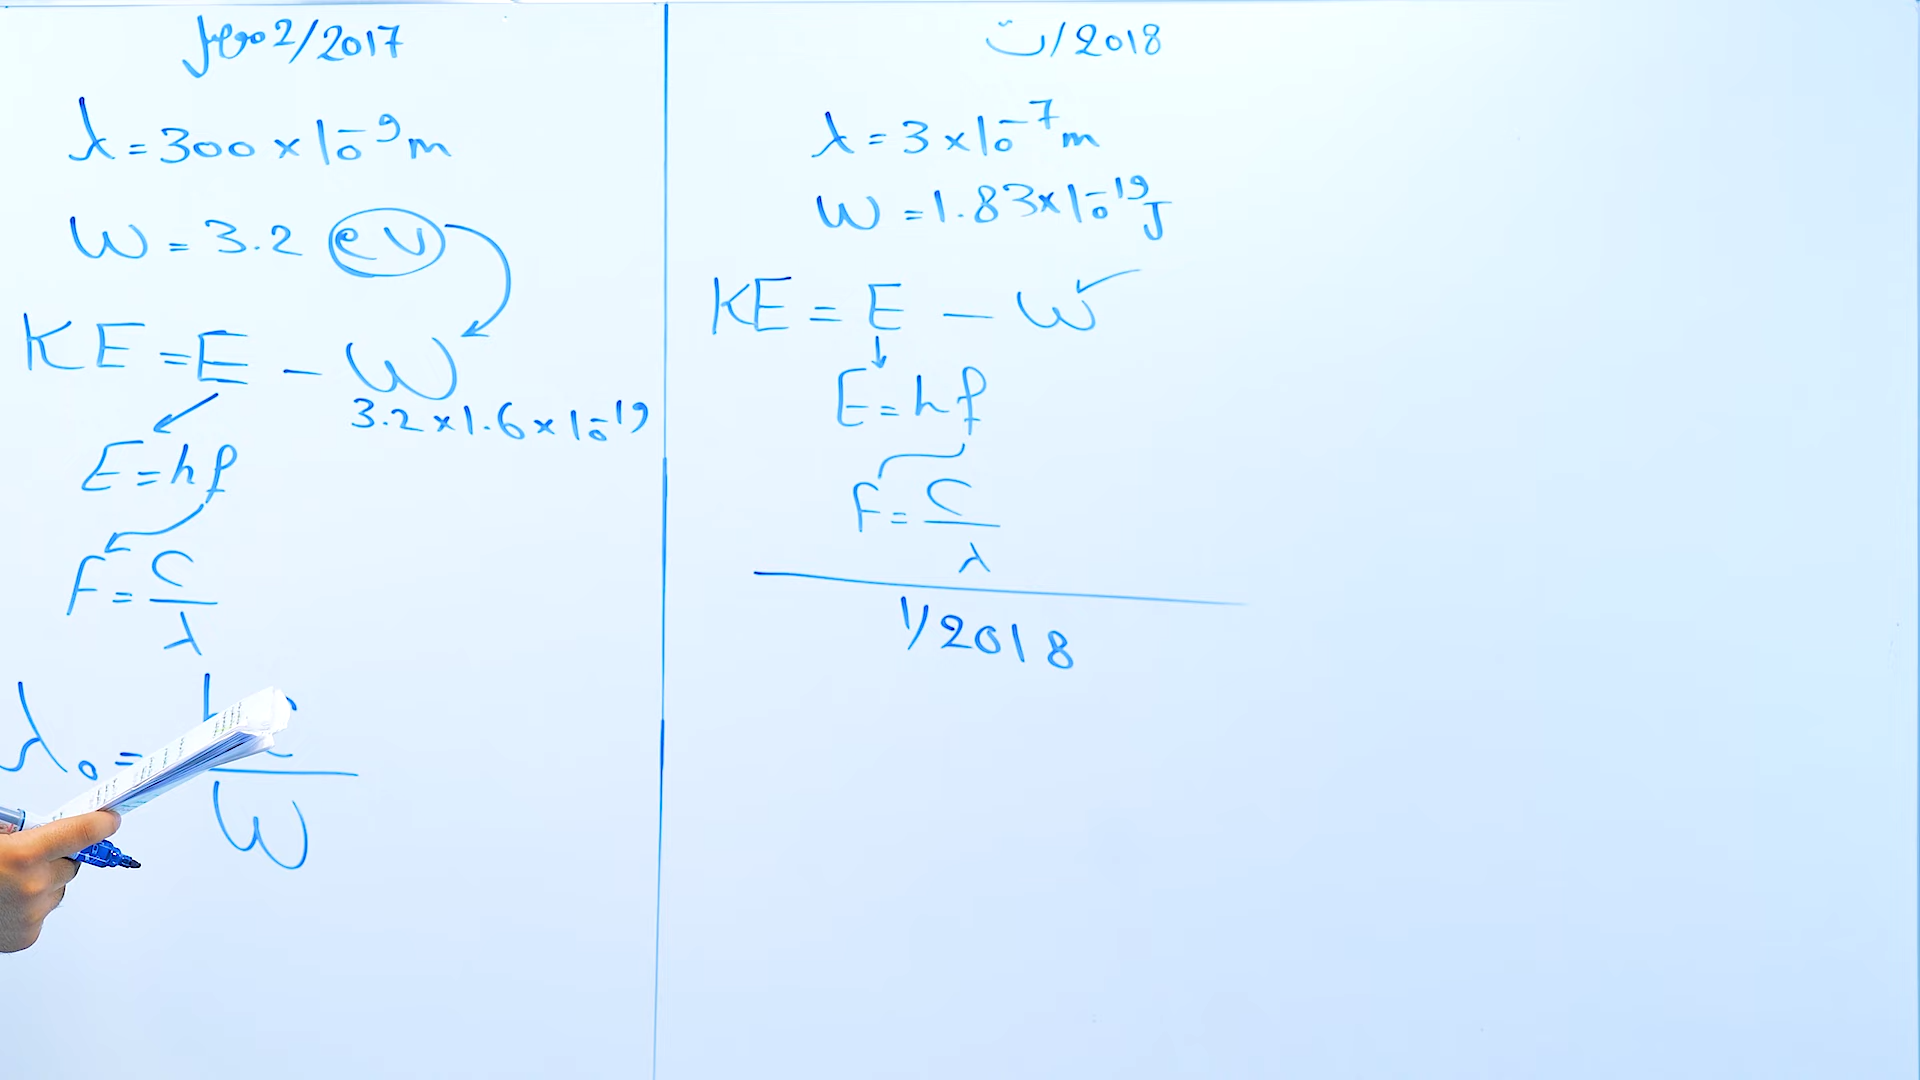 2017/2 موصل
λ = 300 × 10⁻⁹ m
W = 3.2 eV
KE = E − W
3.2 × 1.6 × 10⁻¹⁹
E = hf
F = C / λ
λ₀ = / W
2018/ت
λ = 3 × 10⁻⁷ m
W = 1.83 × 10⁻¹⁹ J
KE = E − W
E = hf
F = C / λ
1/2018